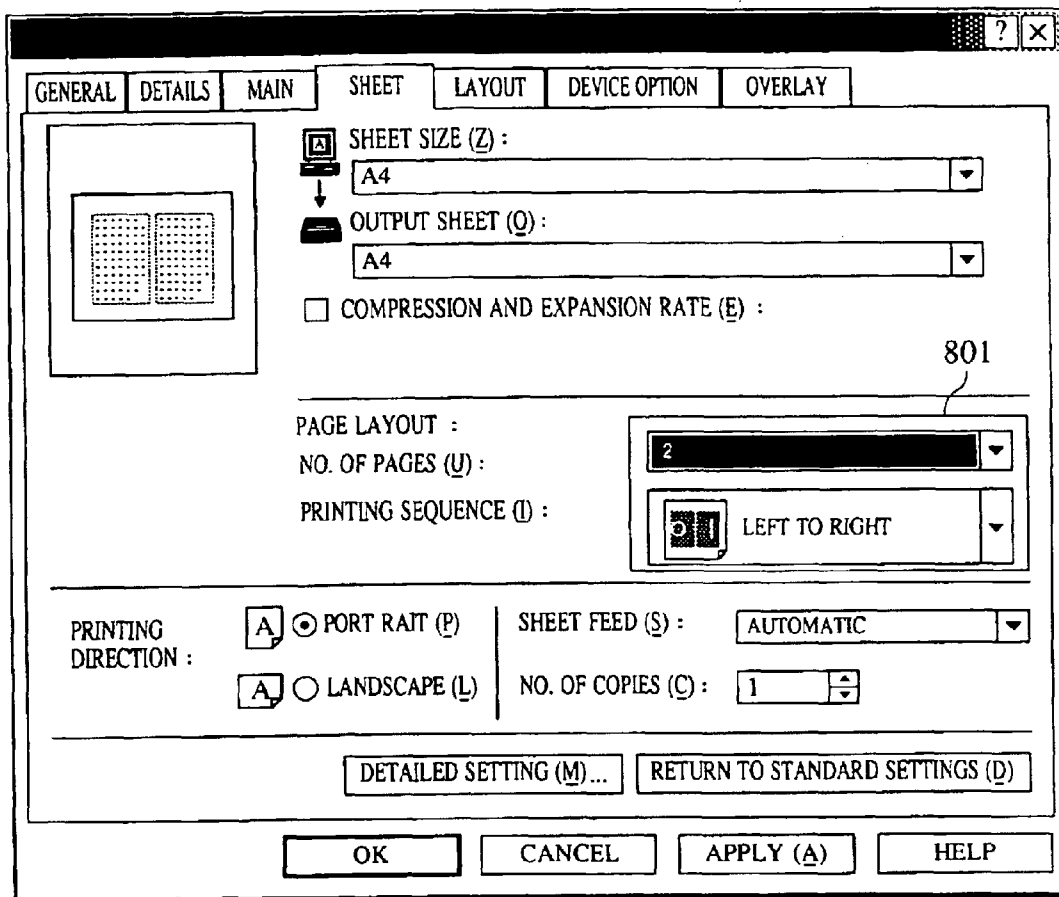 ? ×
GENERAL DETAILS MAIN SHEET LAYOUT DEVICE OPTION OVERLAY
A SHEET SIZE (Z) :
A4
OUTPUT SHEET (O) :
A4
COMPRESSION AND EXPANSION RATE (E) :
801
PAGE LAYOUT :
NO. OF PAGES (U) :
2
PRINTING SEQUENCE (I) :
LEFT TO RIGHT
PRINTING
DIRECTION :
A PORT RAIT (P)
A LANDSCAPE (L)
SHEET FEED (S) :
AUTOMATIC
NO. OF COPIES (C) :
1
DETAILED SETTING (M)... RETURN TO STANDARD SETTINGS (D)
OK CANCEL APPLY (A) HELP